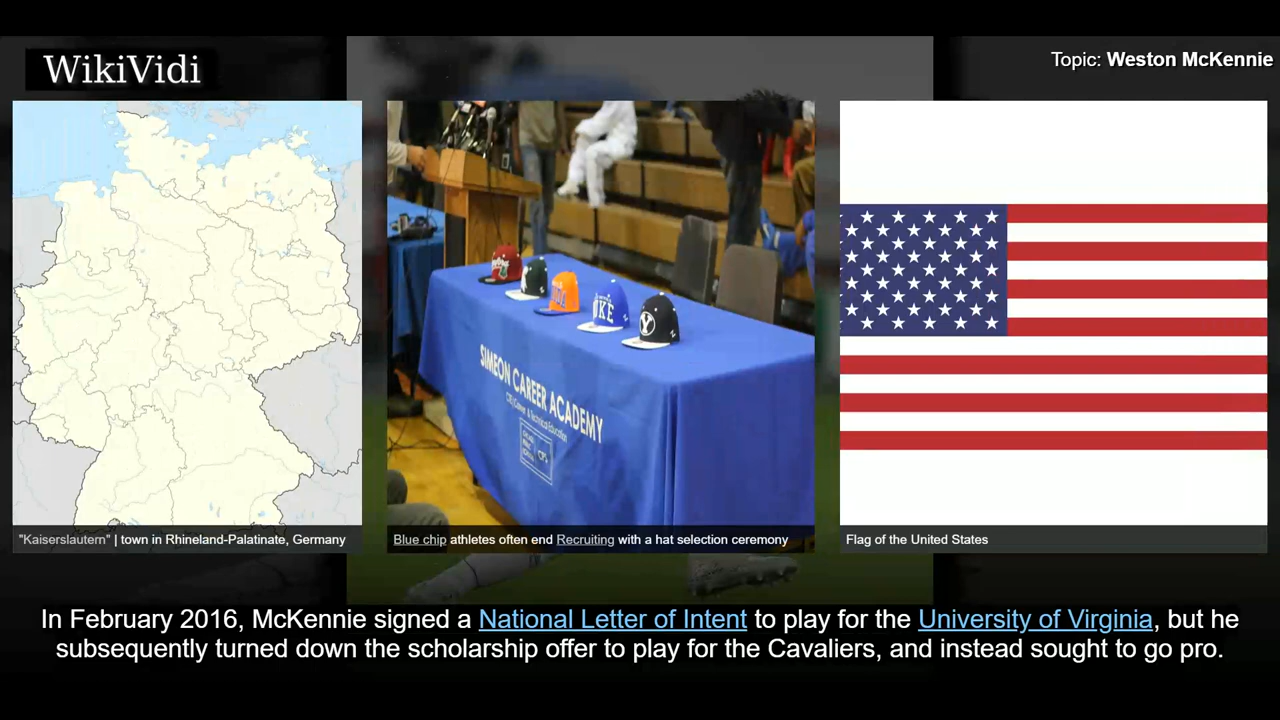 WikiVidi
Topic: Weston McKennie
UKE
Y
SIMEON CAREER ACADEMY
CPS
"Kaiserslautern" | town in Rhineland-Palatinate, Germany
Blue chip athletes often end Recruiting with a hat selection ceremony
Flag of the United States
In February 2016, McKennie signed a National Letter of Intent to play for the University of Virginia, but he
subsequently turned down the scholarship offer to play for the Cavaliers, and instead sought to go pro.